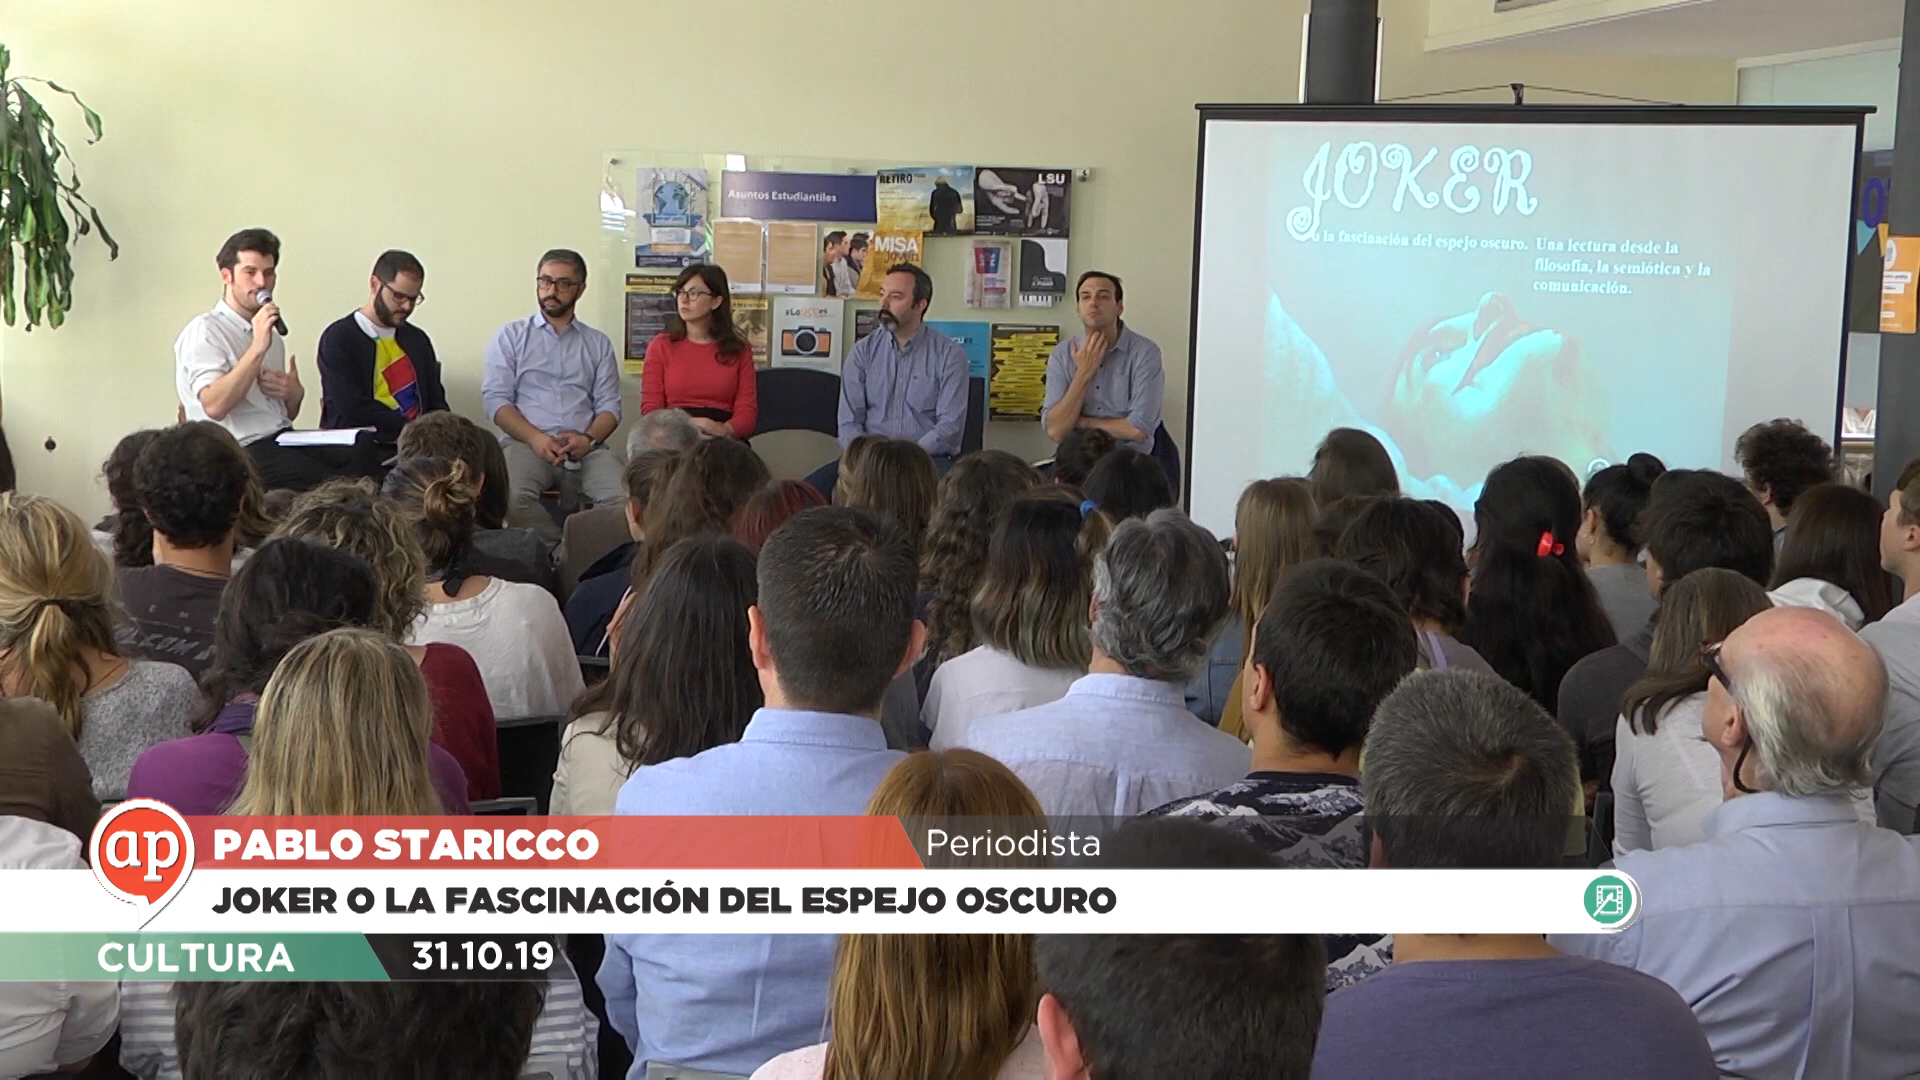 JOKER
o la fascinación del espejo oscuro. Una lectura desde la
filosofía, la semiótica y la
comunicación.
Asuntos Estudiantiles
RETIRO
LSU
MISA
joven
ap
PABLO STARICCO
Periodista
JOKER O LA FASCINACIÓN DEL ESPEJO OSCURO
CULTURA
31.10.19